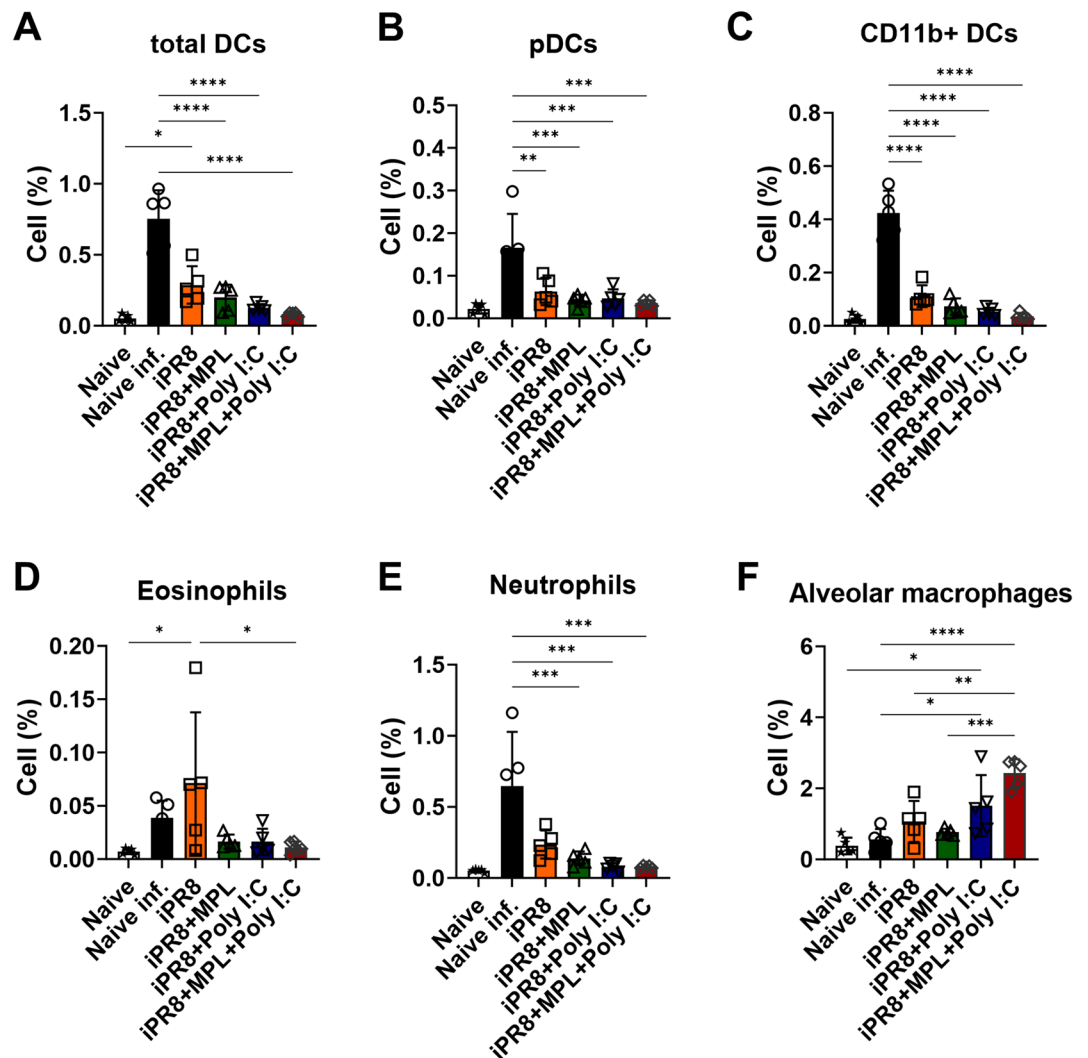 A
total DCs
****
****
*
****
Cell (%)
1.5
1.0
0.5
0.0
Naive
Naive inf.
iPR8
iPR8+MPL
iPR8+Poly I:C
iPR8+MPL+Poly I:C
B
pDCs
***
***
***
**
Cell (%)
0.5
0.4
0.3
0.2
0.1
0.0
Naive
Naive inf.
iPR8
iPR8+MPL
iPR8+Poly I:C
iPR8+MPL+Poly I:C
C
CD11b+ DCs
****
****
****
****
Cell (%)
0.8
0.6
0.4
0.2
0.0
Naive
Naive inf.
iPR8
iPR8+MPL
iPR8+Poly I:C
iPR8+MPL+Poly I:C
D
Eosinophils
*
*
Cell (%)
0.20
0.15
0.10
0.05
0.00
Naive
Naive inf.
iPR8
iPR8+MPL
iPR8+Poly I:C
iPR8+MPL+Poly I:C
E
Neutrophils
***
***
***
Cell (%)
1.5
1.0
0.5
0.0
Naive
Naive inf.
iPR8
iPR8+MPL
iPR8+Poly I:C
iPR8+MPL+Poly I:C
F
Alveolar macrophages
****
*
**
*
***
Cell (%)
6
4
2
0
Naive
Naive inf.
iPR8
iPR8+MPL
iPR8+Poly I:C
iPR8+MPL+Poly I:C